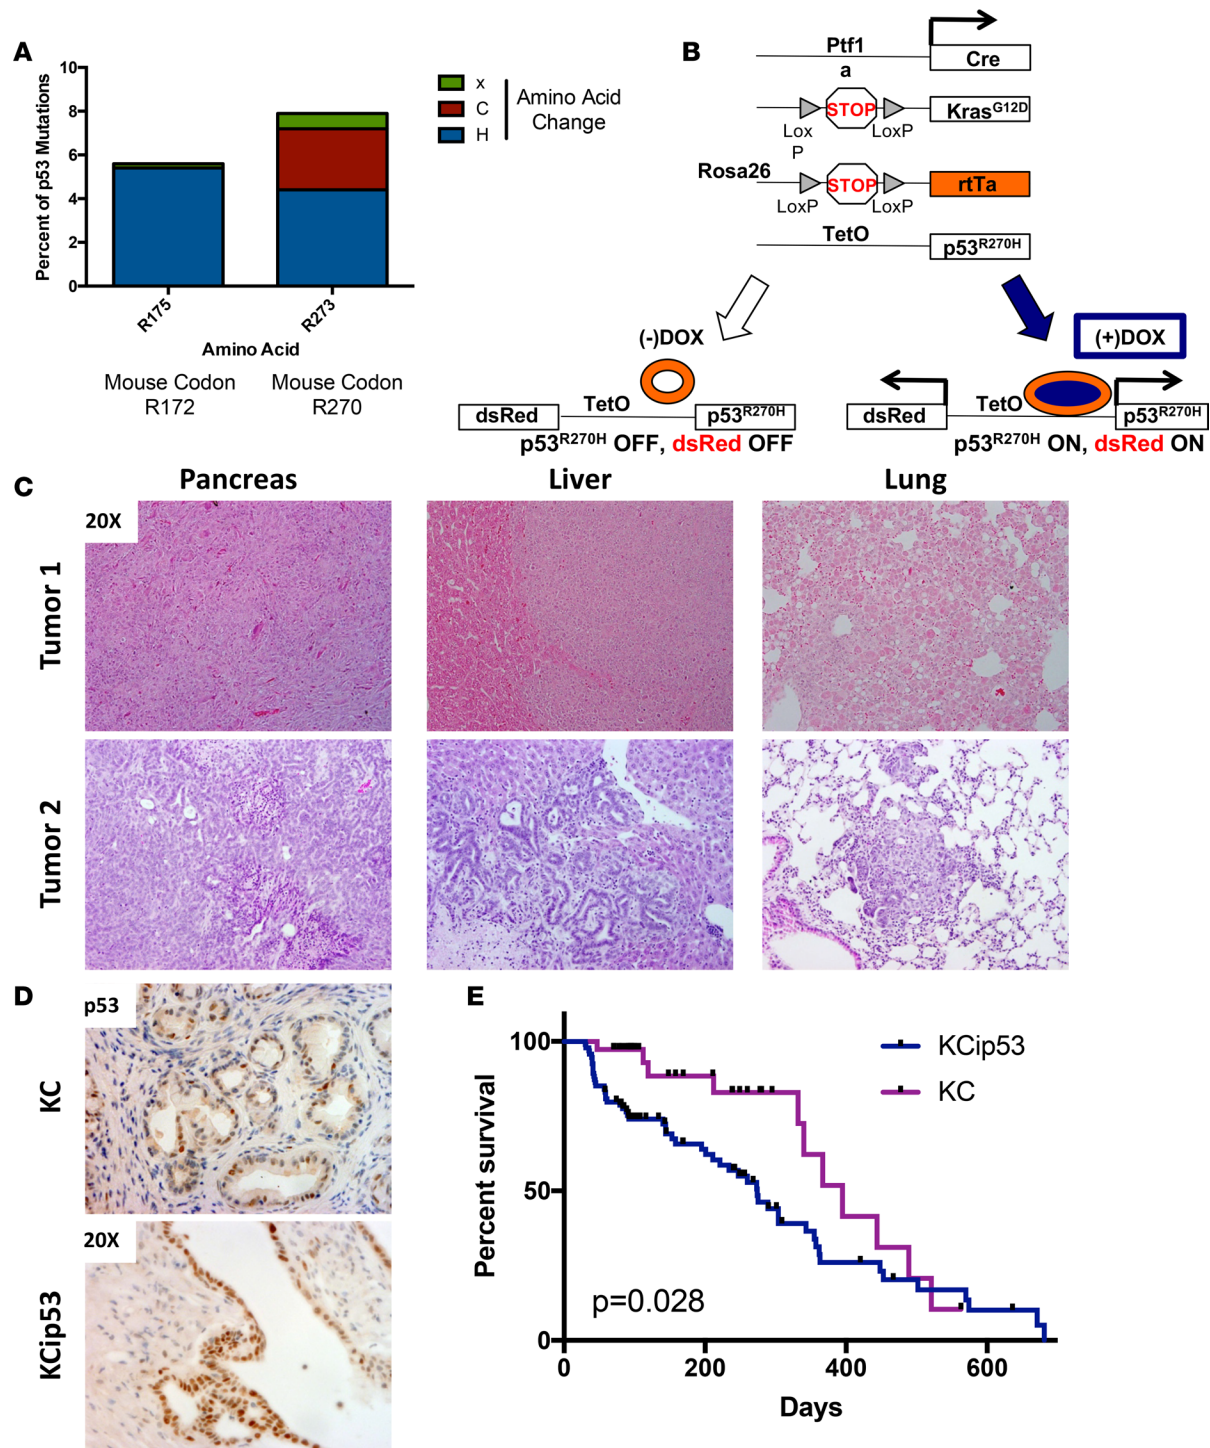 A
10
8
6
4
2
0
Percent of p53 Mutations
R175
R273
Amino Acid
Mouse Codon
R172
Mouse Codon
R270
x
C
H
Amino Acid
Change
B
Ptf1
a
Cre
STOP
Lox
P
LoxP
KrasG12D
Rosa26
STOP
LoxP
LoxP
rtTa
TetO
p53R270H
(-)DOX
dsRed
TetO
p53R270H
p53R270H OFF, dsRed OFF
(+)DOX
dsRed
TetO
p53R270H
p53R270H ON, dsRed ON
C
Pancreas
Liver
Lung
20X
Tumor 1
Tumor 2
D
p53
KC
20X
KCip53
E
100
50
0
Percent survival
KCip53
KC
p=0.028
0
200
400
600
Days